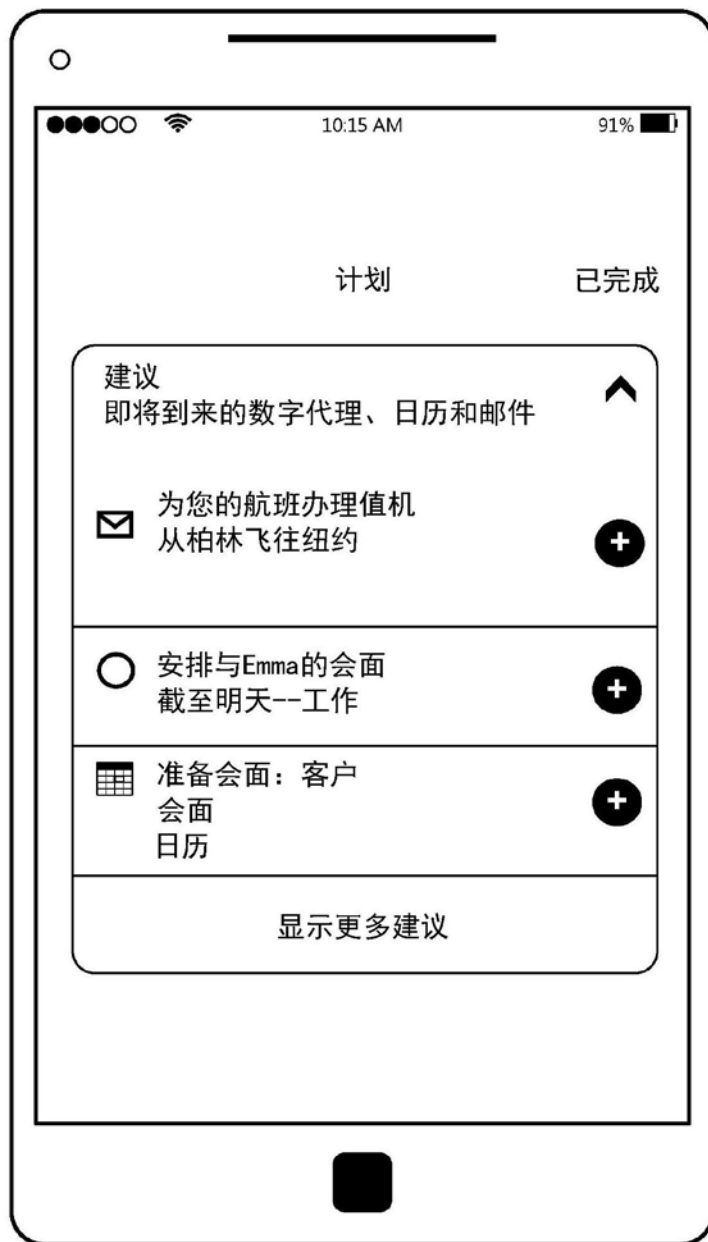 10:15 AM
91%
计划
已完成
建议
即将到来的数字代理、日历和邮件
为您的航班办理值机
从柏林飞往纽约
安排与Emma的会面
截至明天--工作
准备会面：客户
会面
日历
显示更多建议